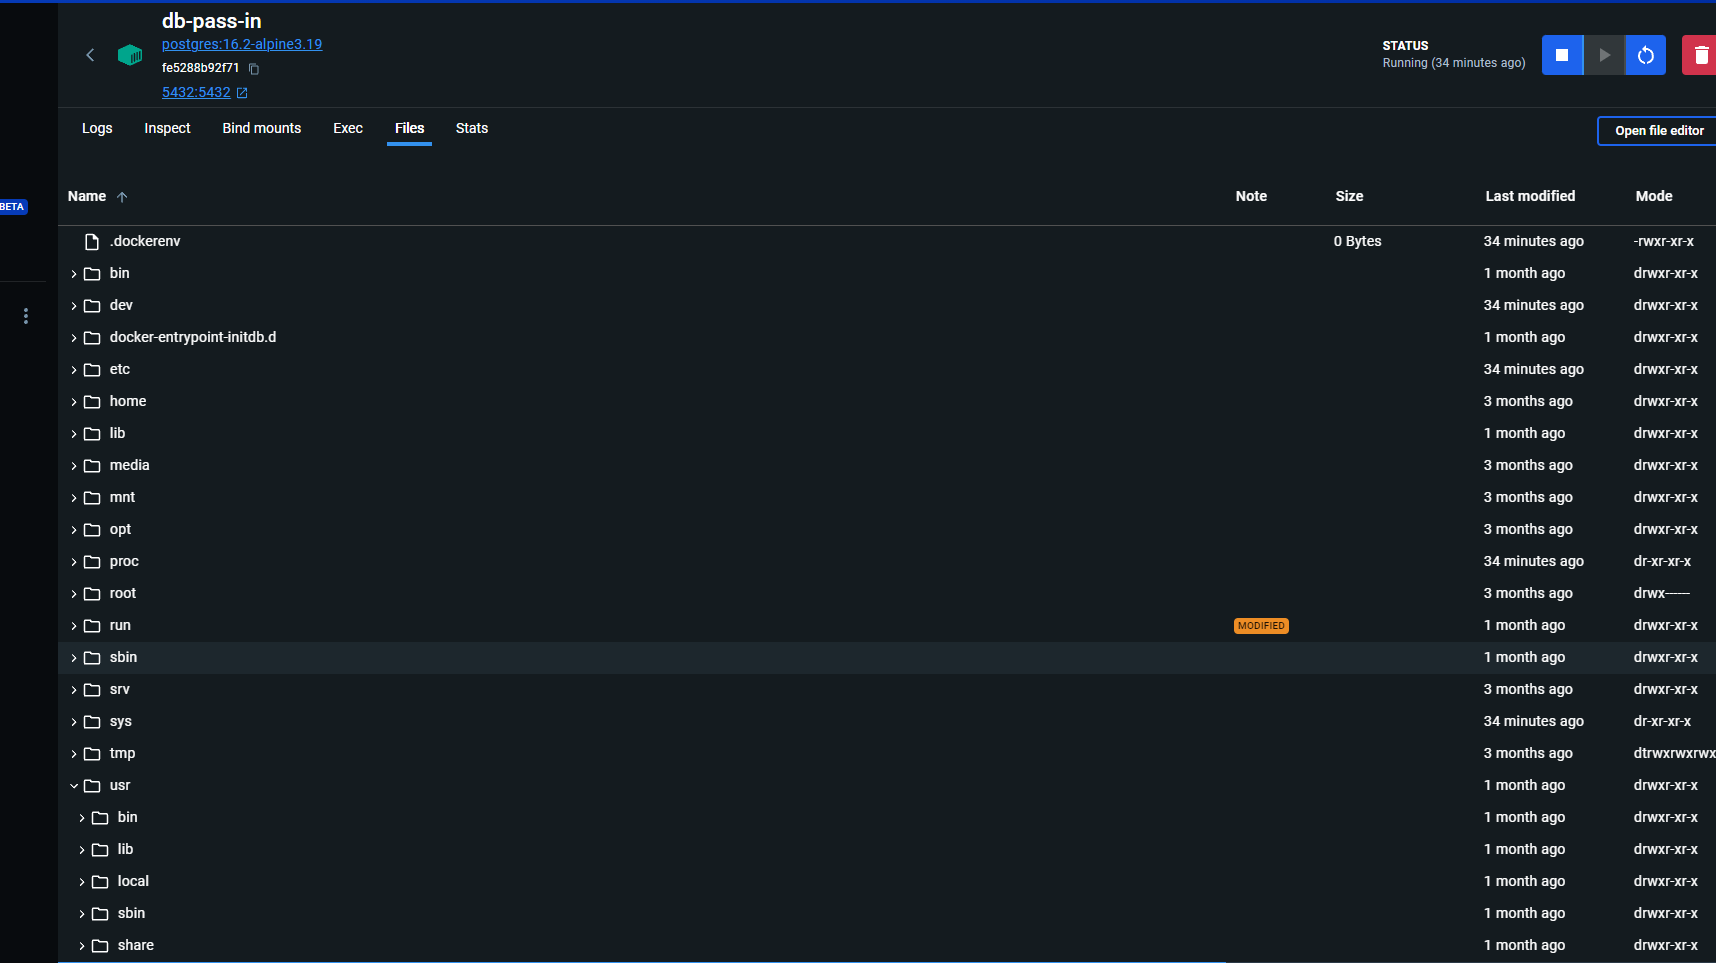 db-pass-in
postgres:16.2-alpine3.19
fe5288b92f71
5432:5432
STATUS
Running (34 minutes ago)
Logs Inspect Bind mounts Exec Files Stats
Open file editor
BETA
Name Note Size Last modified Mode
.dockerenv 0 Bytes 34 minutes ago -rwxr-xr-x
bin 1 month ago drwxr-xr-x
dev 34 minutes ago drwxr-xr-x
docker-entrypoint-initdb.d 1 month ago drwxr-xr-x
etc 34 minutes ago drwxr-xr-x
home 3 months ago drwxr-xr-x
lib 1 month ago drwxr-xr-x
media 3 months ago drwxr-xr-x
mnt 3 months ago drwxr-xr-x
opt 3 months ago drwxr-xr-x
proc 34 minutes ago dr-xr-xr-x
root 3 months ago drwx------
run MODIFIED 1 month ago drwxr-xr-x
sbin 1 month ago drwxr-xr-x
srv 3 months ago drwxr-xr-x
sys 34 minutes ago dr-xr-xr-x
tmp 3 months ago dtrwxrwxrwx
usr 1 month ago drwxr-xr-x
bin 1 month ago drwxr-xr-x
lib 1 month ago drwxr-xr-x
local 1 month ago drwxr-xr-x
sbin 1 month ago drwxr-xr-x
share 1 month ago drwxr-xr-x